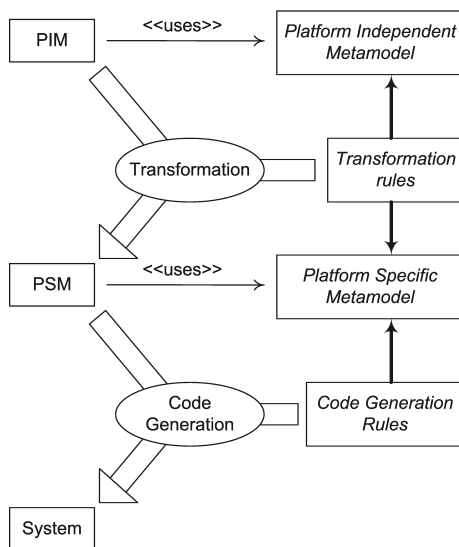 PIM
<<uses>>
Platform Independent
Metamodel
Transformation
Transformation
rules
PSM
<<uses>>
Platform Specific
Metamodel
Code
Generation
Code Generation
Rules
System